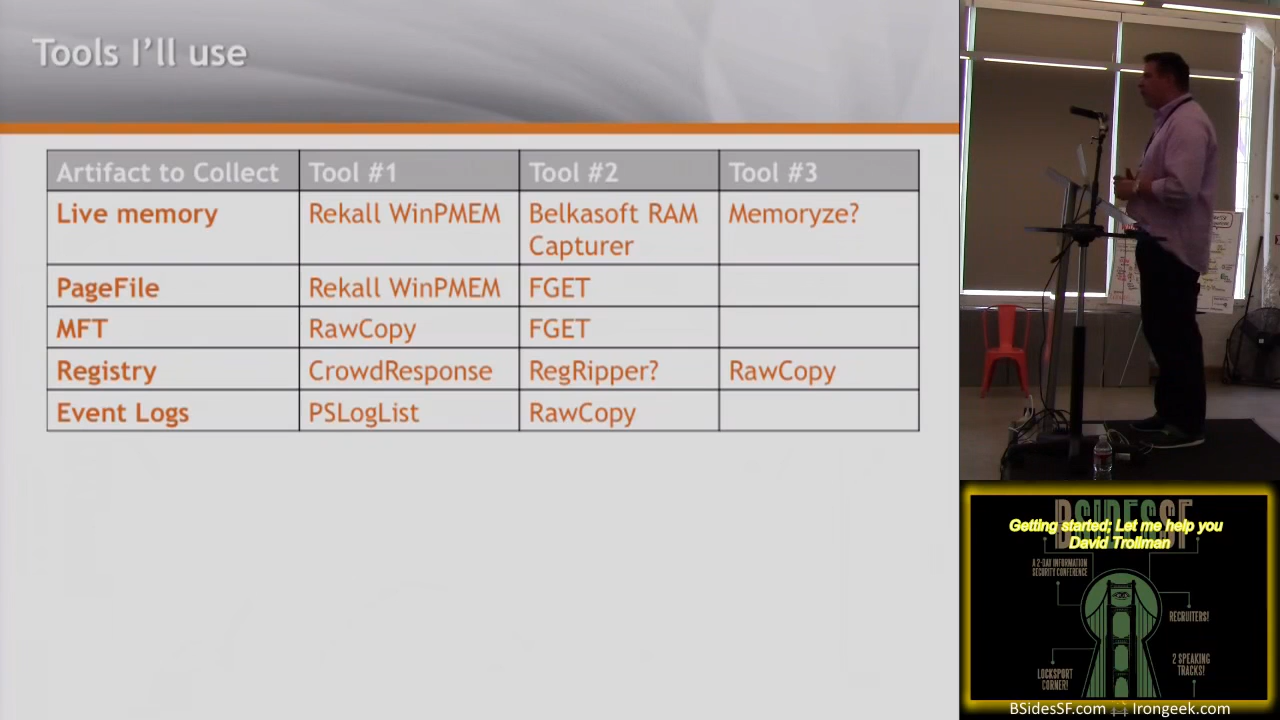 Tools I'll use
Artifact to Collect Tool #1 Tool #2 Tool #3
Live memory Rekall WinPMEM Belkasoft RAM Capturer Memoryze?
PageFile Rekall WinPMEM FGET
MFT RawCopy FGET
Registry CrowdResponse RegRipper? RawCopy
Event Logs PSLogList RawCopy
BSIDESSF
Getting started; Let me help you
David Trollman
A 2-DAY INFORMATION
SECURITY CONFERENCE
RECRUITERS!
LOCKSPORT
CORNER!
2 SPEAKING
TRACKS!
BSidesSF.com Irongeek.com